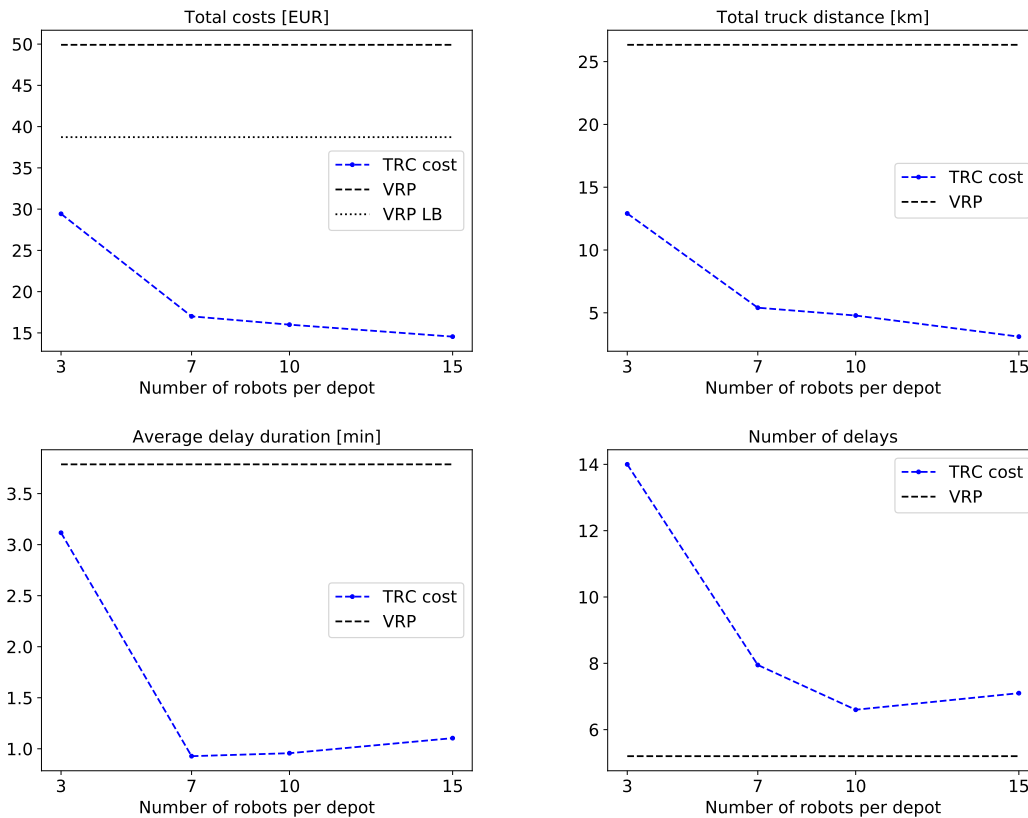 Total costs [EUR]
50
45
40
35
30
25
20
15
TRC cost
VRP
VRP LB
3
7
10
15
Number of robots per depot
Total truck distance [km]
25
20
15
10
5
TRC cost
VRP
3
7
10
15
Number of robots per depot
Average delay duration [min]
3.5
3.0
2.5
2.0
1.5
1.0
TRC cost
VRP
3
7
10
15
Number of robots per depot
Number of delays
14
12
10
8
6
TRC cost
VRP
3
7
10
15
Number of robots per depot